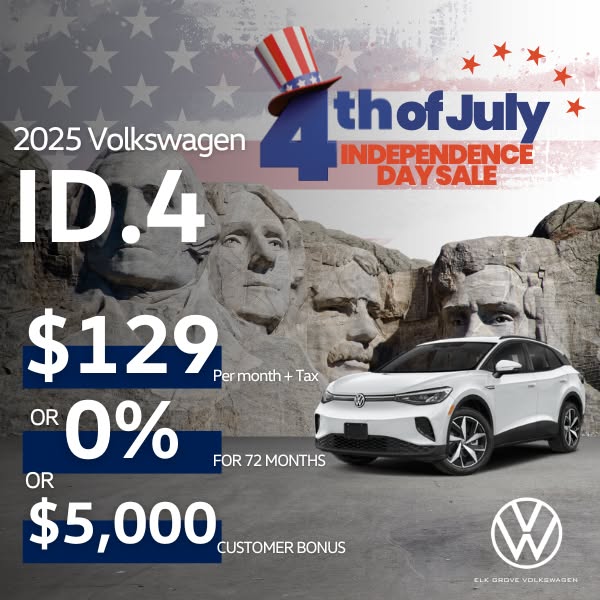 4th of July
INDEPENDENCE
DAY SALE
2025 Volkswagen
ID.4
$129
Per month + Tax
OR 0%
FOR 72 MONTHS
OR
$5,000
CUSTOMER BONUS
ELK GROVE VOLKSWAGEN